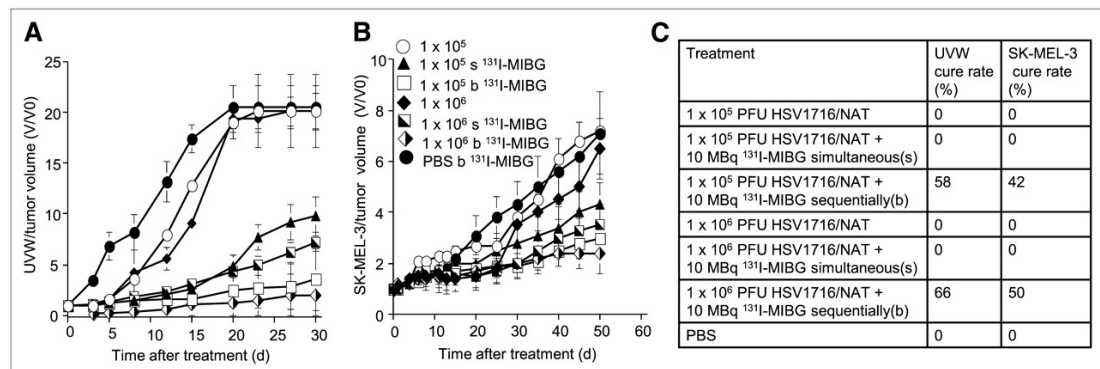 A
UVW/tumor volume (V/V0)
25
20
15
10
5
0
0 5 10 15 20 25 30
Time after treatment (d)
B
SK-MEL-3/tumor volume (V/V0)
10
8
6
4
2
0
0 10 20 30 40 50 60
Time after treatment (d)
1 x 10⁵
1 x 10⁵ s ¹³¹I-MIBG
1 x 10⁵ b ¹³¹I-MIBG
1 x 10⁶
1 x 10⁶ s ¹³¹I-MIBG
1 x 10⁶ b ¹³¹I-MIBG
PBS b ¹³¹I-MIBG
C
Treatment
UVW
cure rate
(%)
SK-MEL-3
cure rate
(%)
1 x 10⁵ PFU HSV1716/NAT 0 0
1 x 10⁵ PFU HSV1716/NAT + 0 0
10 MBq ¹³¹I-MIBG simultaneous(s)
1 x 10⁵ PFU HSV1716/NAT + 58 42
10 MBq ¹³¹I-MIBG sequentially(b)
1 x 10⁶ PFU HSV1716/NAT 0 0
1 x 10⁶ PFU HSV1716/NAT + 0 0
10 MBq ¹³¹I-MIBG simultaneous(s)
1 x 10⁶ PFU HSV1716/NAT + 66 50
10 MBq ¹³¹I-MIBG sequentially(b)
PBS 0 0